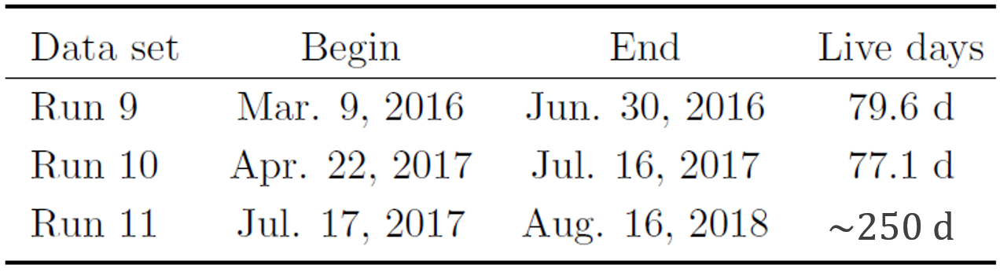 Data set Begin End Live days
Run 9 Mar. 9, 2016 Jun. 30, 2016 79.6 d
Run 10 Apr. 22, 2017 Jul. 16, 2017 77.1 d
Run 11 Jul. 17, 2017 Aug. 16, 2018 ~250 d